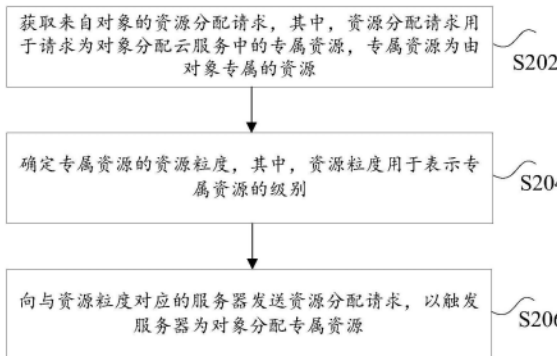 获取来自对象的资源分配请求，其中，资源分配请求用
于请求为对象分配云服务中的专属资源，专属资源为由
对象专属的资源
S202
确定专属资源的资源粒度，其中，资源粒度用于表示专
属资源的级别
S204
向与资源粒度对应的服务器发送资源分配请求，以触发
服务器为对象分配专属资源
S206